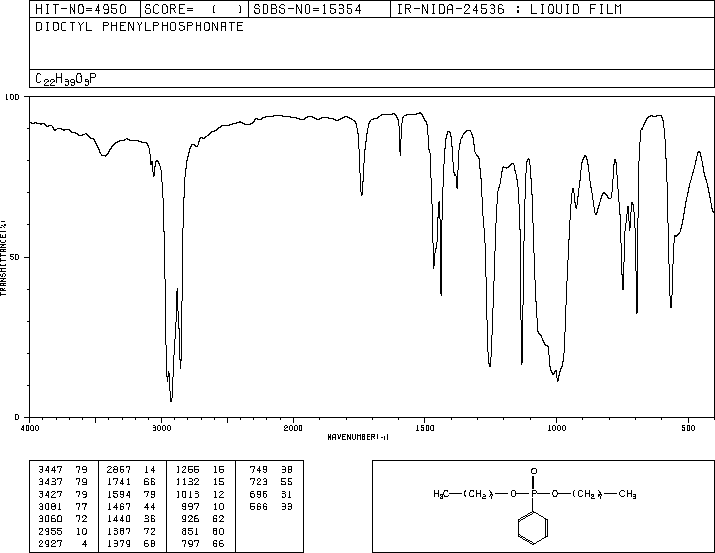 HIT-NO=4950 SCORE= ( ) SDBS-NO=15354 IR-NIDA-24536 : LIQUID FILM
DIOCTYL PHENYLPHOSPHONATE
C22H39O3P
100
50
0
TRANSMITTANCE(%)
4000 3000 2000 1500 1000 500
WAVENUMBER(-1)
3447 79 2867 14 1256 16 749 38
3437 79 1741 66 1132 15 723 55
3427 79 1594 79 1013 12 696 31
3081 77 1467 44 997 10 566 33
3060 72 1440 36 926 62
2955 10 1387 72 851 60
2927 4 1379 68 797 66
O
H3C—(CH2)7—O—P—O—(CH2)7—CH3